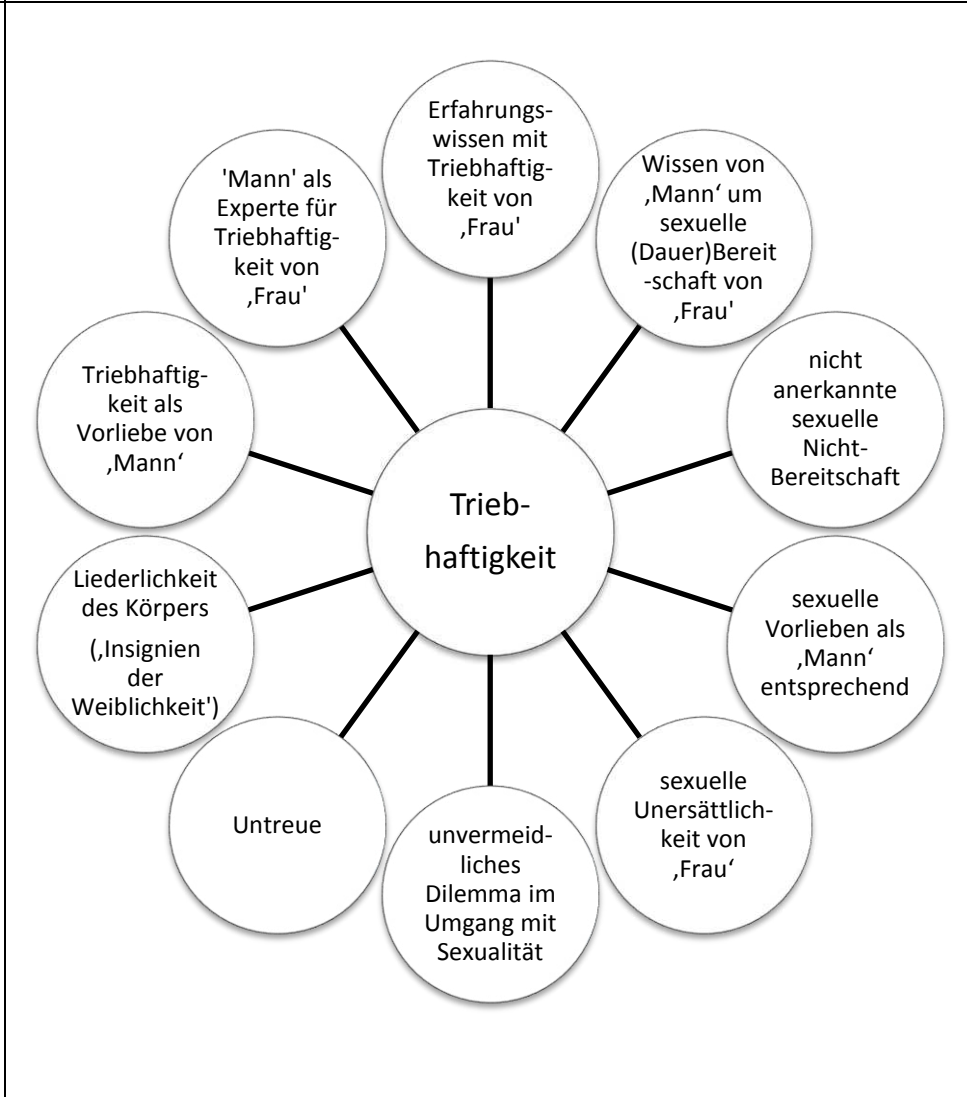 Erfahrungs-
wissen mit
Triebhaftig-
keit von
‚Frau'
Wissen von
‚Mann‘ um
sexuelle
(Dauer)Bereit
-schaft von
‚Frau'
nicht
anerkannte
sexuelle
Nicht-
Bereitschaft
sexuelle
Vorlieben als
‚Mann‘
entsprechend
sexuelle
Unersättlich-
keit von
‚Frau‘
unvermeid-
liches
Dilemma im
Umgang mit
Sexualität
Untreue
Liederlichkeit
des Körpers
(‚Insignien
der
Weiblichkeit')
Triebhaftig-
keit als
Vorliebe von
‚Mann‘
'Mann' als
Experte für
Triebhaftig-
keit von
‚Frau'
Trieb-
haftigkeit